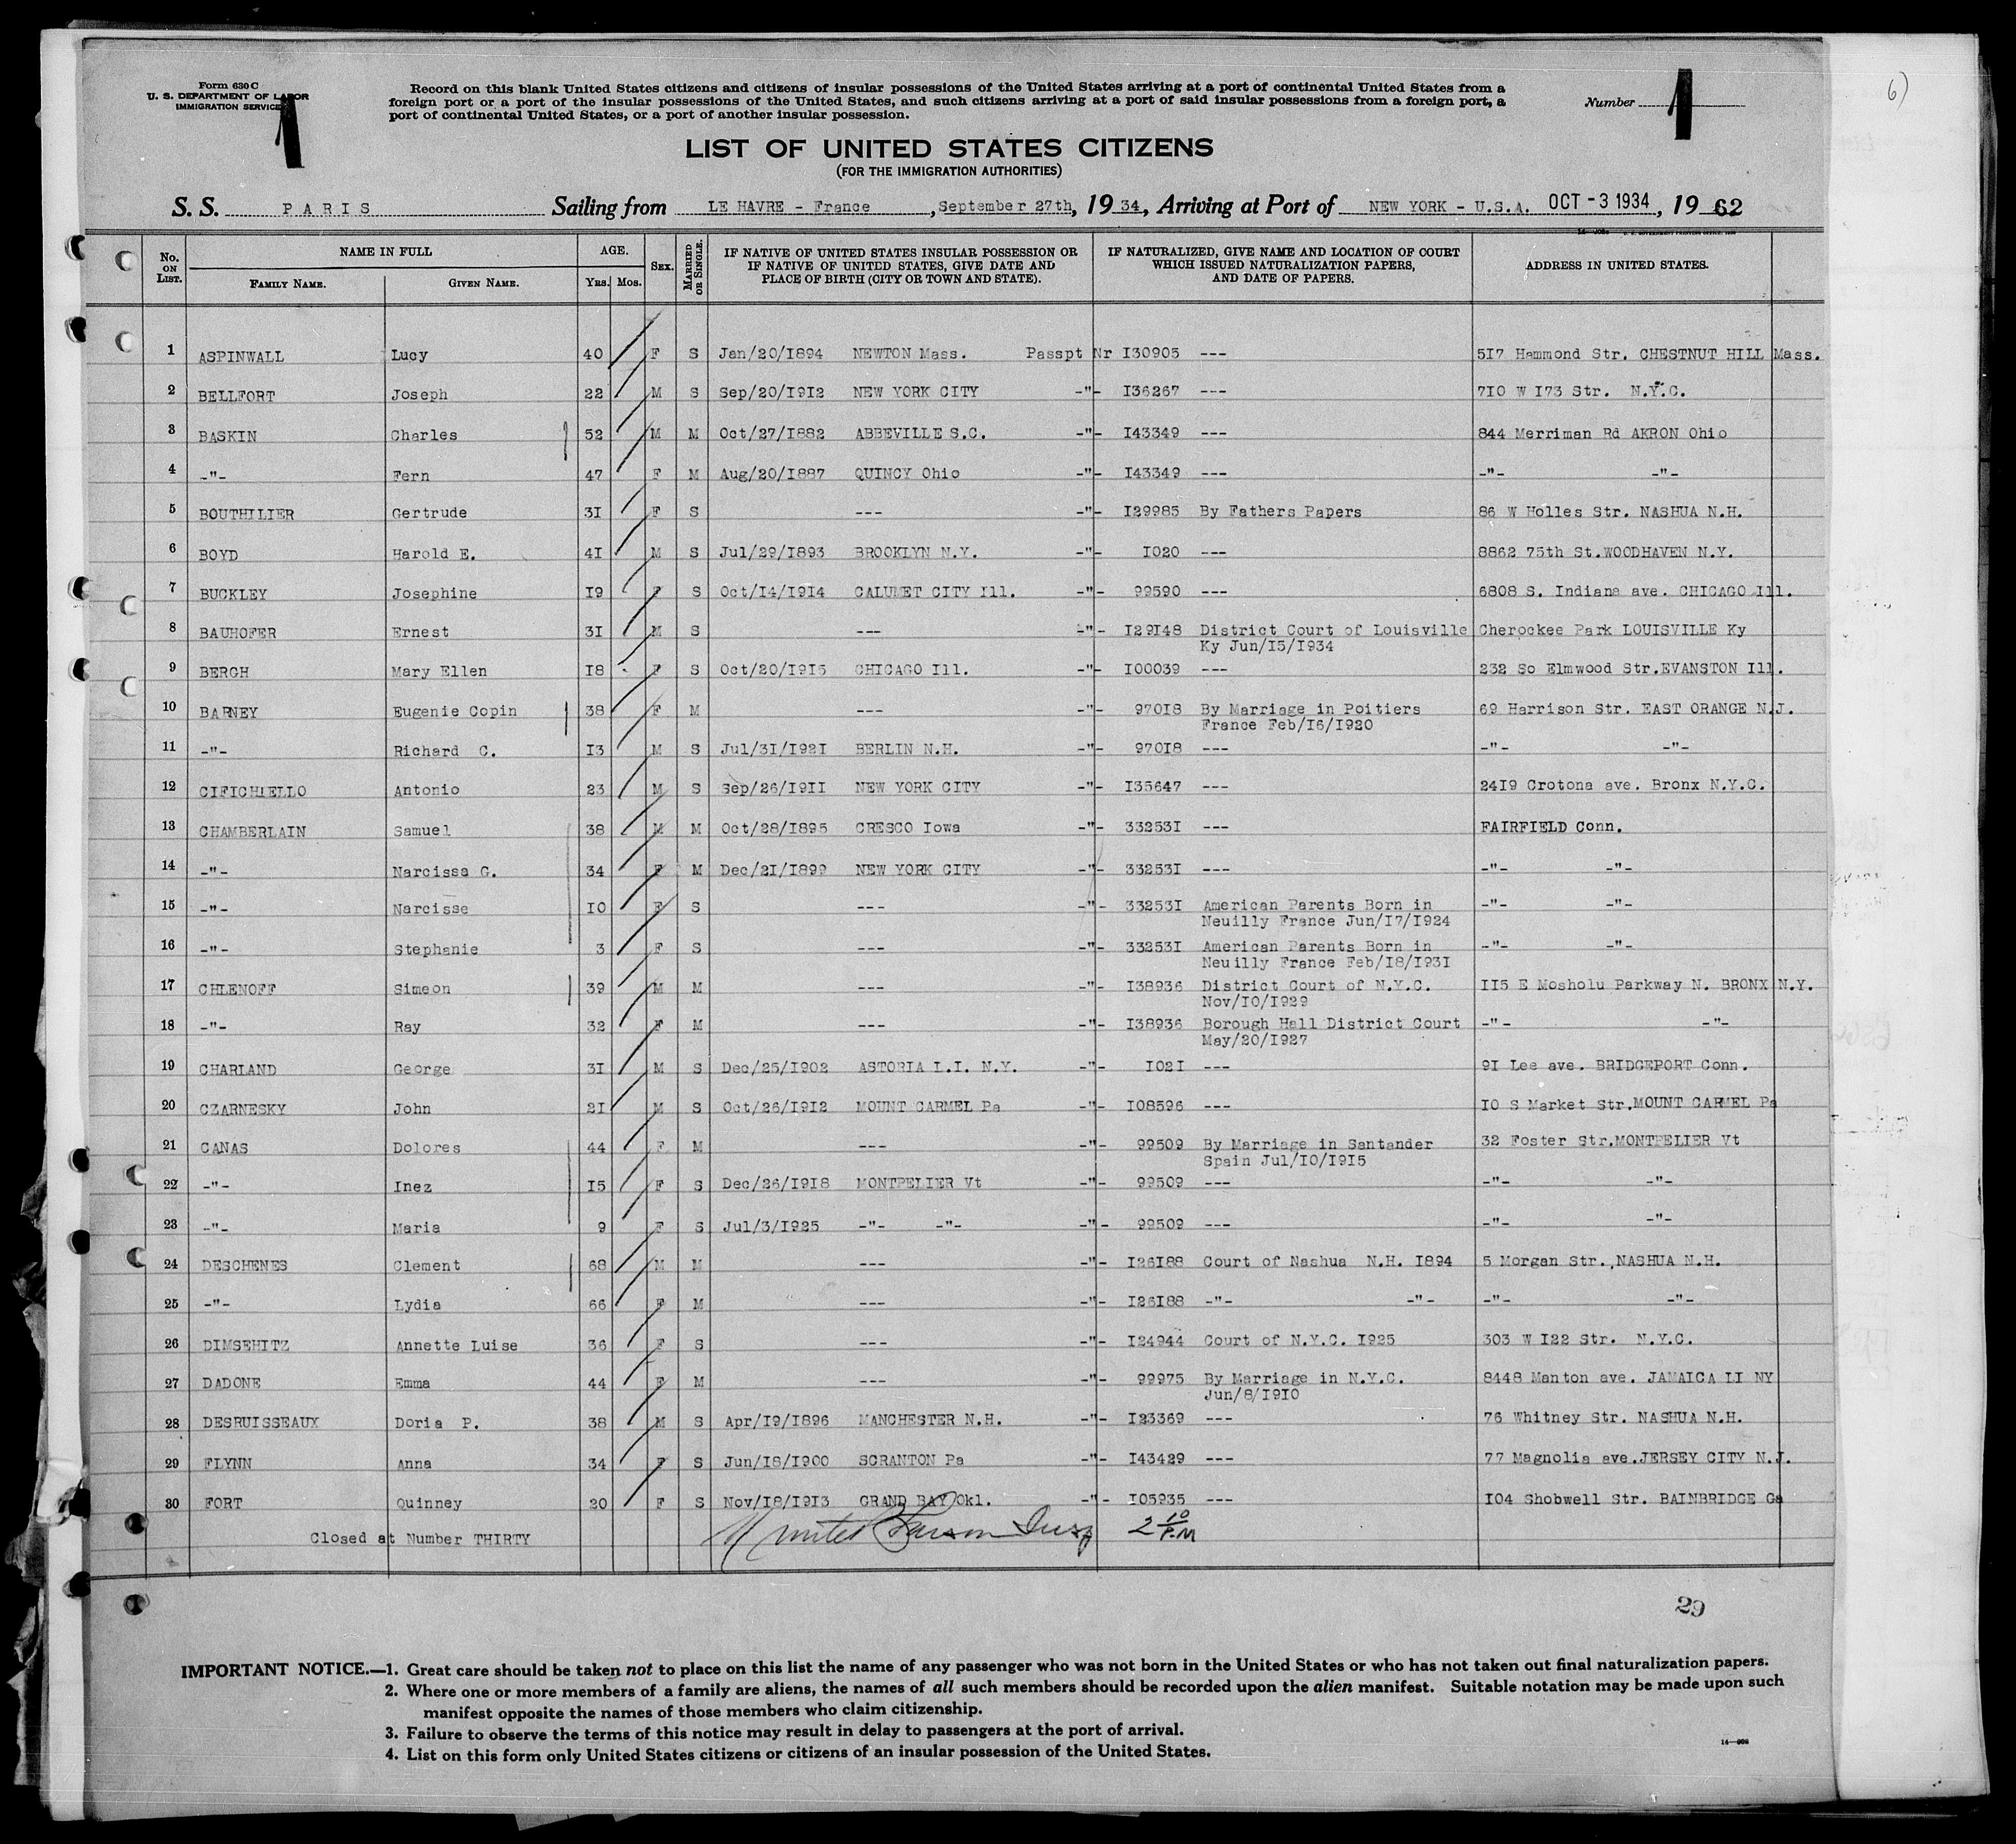 Form 630 C
U. S. DEPARTMENT OF LABOR
IMMIGRATION SERVICE
Record on this blank United States citizens and citizens of insular possessions of the United States arriving at a port of continental United States from a
foreign port or a port of the insular possessions of the United States, and such citizens arriving at a port of said insular possessions from a foreign port, a
port of continental United States, or a port of another insular possession.
Number 1
1
6)
LIST OF UNITED STATES CITIZENS
(FOR THE IMMIGRATION AUTHORITIES)
S. S. PARIS Sailing from LE HAVRE - France, September 27th, 1934, Arriving at Port of NEW YORK - U.S.A. OCT -3 1934, 1962
No. ON LIST. NAME IN FULL FAMILY NAME. GIVEN NAME. AGE. YRS. MOS. SEX. MARRIED OR SINGLE. IF NATIVE OF UNITED STATES INSULAR POSSESSION OR IF NATIVE OF UNITED STATES, GIVE DATE AND PLACE OF BIRTH (CITY OR TOWN AND STATE). IF NATURALIZED, GIVE NAME AND LOCATION OF COURT WHICH ISSUED NATURALIZATION PAPERS, AND DATE OF PAPERS. ADDRESS IN UNITED STATES.
1 ASPINWALL Lucy 40 F S Jan/20/I894 NEWTON Mass. Passpt Nr I30905 --- 5I7 Hammond Str. CHESTNUT HILL Mass.
2 BELLFORT Joseph 22 M S Sep/20/I912 NEW YORK CITY -"- I36267 --- 7IO W I73 Str. N.Y.C.
3 BASKIN Charles 52 M M Oct/27/I882 ABBEVILLE S.C. -"- I43349 --- 844 Merriman Rd AKRON Ohio
4 -"- Fern 47 F M Aug/20/I887 QUINCY Ohio -"- I43349 --- -"- -"-
5 BOUTHILIER Gertrude 3I F S --- -"- I29985 By Fathers Papers 86 W Holles Str. NASHUA N.H.
6 BOYD Harold E. 4I M S Jul/29/I893 BROOKLYN N.Y. -"- I020 --- 8862 75th St.WOODHAVEN N.Y.
7 BUCKLEY Josephine I9 F S Oct/I4/I9I4 CALUMET CITY Ill. -"- 99590 --- 6808 S. Indiana ave. CHICAGO Ill.
8 BAUHOFER Ernest 3I M S --- -"- I29I48 District Court of Louisville Cherockee Park LOUISVILLE Ky
Ky Jun/I5/I934
9 BERGH Mary Ellen I8 F S Oct/20/I9I5 CHICAGO Ill. -"- I00039 --- 232 So Elmwood Str.EVANSTON Ill.
10 BARNEY Eugenie Copin 38 F M --- -"- 970I8 By Marriage in Poitiers 69 Harrison Str. EAST ORANGE N.J.
France Feb/I6/I920
11 -"- Richard C. I3 M S Jul/3I/I92I BERLIN N.H. -"- 970I8 --- -"- -"-
12 CIFICHIELLO Antonio 23 M S Sep/26/I9II NEW YORK CITY -"- I35647 --- 24I9 Crotona ave. Bronx N.Y.C.
13 CHAMBERLAIN Samuel 38 M M Oct/28/I895 CRESCO Iowa -"- 33253I --- FAIRFIELD Conn.
14 -"- Narcissa G. 34 F M Dec/2I/I899 NEW YORK CITY -"- 33253I --- -"- -"-
15 -"- Narcisse IO F S --- -"- 33253I American Parents Born in -"- -"-
Neuilly France Jun/I7/I924
16 -"- Stephanie 3 F S --- -"- 33253I American Parents Born in -"- -"-
Neuilly France Feb/I8/I93I
17 CHLENOFF Simeon 39 M M --- -"- I38936 District Court of N.Y.C. II5 E Mosholu Parkway N. BRONX N.Y.
Nov/IO/I929
18 -"- Ray 32 F M --- -"- I38936 Borough Hall District Court -"- -"-
May/20/I927
19 CHARLAND George 3I M S Dec/25/I902 ASTORIA L.I. N.Y. -"- I02I --- 9I Lee ave. BRIDGEPORT Conn.
20 CZARNESKY John 2I M S Oct/26/I9I2 MOUNT CARMEL Pa -"- I08596 --- IO S Market Str.MOUNT CARMEL Pa
21 CANAS Dolores 44 F M --- -"- 99509 By Marriage in Santander 32 Foster Str.MONTPELIER Vt
Spain Jul/IO/I9I5
22 -"- Inez I5 F S Dec/26/I9I8 MONTPELIER Vt -"- 99509 --- -"- -"-
23 -"- Maria 9 F S Jul/3/I925 -"- -"- -"- 99509 --- -"- -"-
24 DESCHENES Clement 68 M M --- -"- I26I88 Court of Nashua N.H. I894 5 Morgan Str.,NASHUA N.H.
25 -"- Lydia 66 F M --- -"- I26I88 -"- -"- -"- -"-
26 DIMSEHITZ Annette Luise 36 F S --- -"- I24944 Court of N.Y.C. I925 303 W I22 Str. N.Y.C.
27 DADONE Emma 44 F M --- -"- 99975 By Marriage in N.Y.C. 8448 Manton ave. JAMAICA LI NY
Jun/8/I9IO
28 DESRUISSEAUX Doria P. 38 M S Apr/I9/I896 MANCHESTER N.H. -"- I23369 --- 76 Whitney Str. NASHUA N.H.
29 FLYNN Anna 34 F S Jun/I8/I900 SCRANTON Pa -"- I43429 --- 77 Magnolia ave.JERSEY CITY N.J.
30 FORT Quinney 20 F S Nov/I8/I9I3 GRAND BAY Okl. -"- I05935 --- I04 Shobwell Str. BAINBRIDGE Ga
Closed at Number THIRTY 2 10 P.M
29
IMPORTANT NOTICE.—1. Great care should be taken not to place on this list the name of any passenger who was not born in the United States or who has not taken out final naturalization papers.
2. Where one or more members of a family are aliens, the names of all such members should be recorded upon the alien manifest. Suitable notation may be made upon such
manifest opposite the names of those members who claim citizenship.
3. Failure to observe the terms of this notice may result in delay to passengers at the port of arrival.
4. List on this form only United States citizens or citizens of an insular possession of the United States.